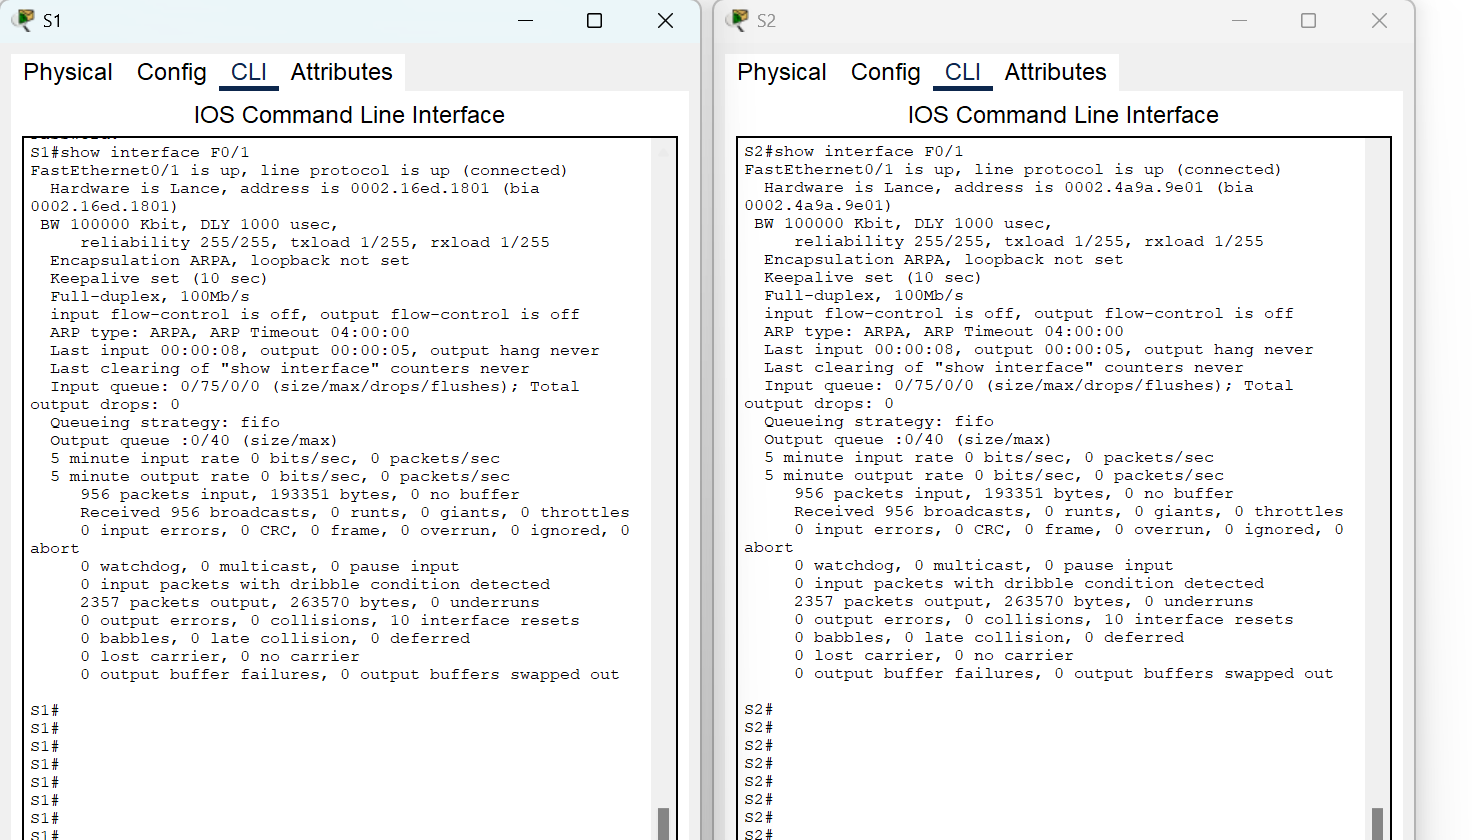 S1
Physical Config CLI Attributes
IOS Command Line Interface
S1#show interface F0/1
FastEthernet0/1 is up, line protocol is up (connected)
Hardware is Lance, address is 0002.16ed.1801 (bia
0002.16ed.1801)
BW 100000 Kbit, DLY 1000 usec,
reliability 255/255, txload 1/255, rxload 1/255
Encapsulation ARPA, loopback not set
Keepalive set (10 sec)
Full-duplex, 100Mb/s
input flow-control is off, output flow-control is off
ARP type: ARPA, ARP Timeout 04:00:00
Last input 00:00:08, output 00:00:05, output hang never
Last clearing of "show interface" counters never
Input queue: 0/75/0/0 (size/max/drops/flushes); Total
output drops: 0
Queueing strategy: fifo
Output queue :0/40 (size/max)
5 minute input rate 0 bits/sec, 0 packets/sec
5 minute output rate 0 bits/sec, 0 packets/sec
956 packets input, 193351 bytes, 0 no buffer
Received 956 broadcasts, 0 runts, 0 giants, 0 throttles
0 input errors, 0 CRC, 0 frame, 0 overrun, 0 ignored, 0
abort
0 watchdog, 0 multicast, 0 pause input
0 input packets with dribble condition detected
2357 packets output, 263570 bytes, 0 underruns
0 output errors, 0 collisions, 10 interface resets
0 babbles, 0 late collision, 0 deferred
0 lost carrier, 0 no carrier
0 output buffer failures, 0 output buffers swapped out
S1#
S1#
S1#
S1#
S1#
S1#
S1#
S1#
S2
Physical Config CLI Attributes
IOS Command Line Interface
S2#show interface F0/1
FastEthernet0/1 is up, line protocol is up (connected)
Hardware is Lance, address is 0002.4a9a.9e01 (bia
0002.4a9a.9e01)
BW 100000 Kbit, DLY 1000 usec,
reliability 255/255, txload 1/255, rxload 1/255
Encapsulation ARPA, loopback not set
Keepalive set (10 sec)
Full-duplex, 100Mb/s
input flow-control is off, output flow-control is off
ARP type: ARPA, ARP Timeout 04:00:00
Last input 00:00:08, output 00:00:05, output hang never
Last clearing of "show interface" counters never
Input queue: 0/75/0/0 (size/max/drops/flushes); Total
output drops: 0
Queueing strategy: fifo
Output queue :0/40 (size/max)
5 minute input rate 0 bits/sec, 0 packets/sec
5 minute output rate 0 bits/sec, 0 packets/sec
956 packets input, 193351 bytes, 0 no buffer
Received 956 broadcasts, 0 runts, 0 giants, 0 throttles
0 input errors, 0 CRC, 0 frame, 0 overrun, 0 ignored, 0
abort
0 watchdog, 0 multicast, 0 pause input
0 input packets with dribble condition detected
2357 packets output, 263570 bytes, 0 underruns
0 output errors, 0 collisions, 10 interface resets
0 babbles, 0 late collision, 0 deferred
0 lost carrier, 0 no carrier
0 output buffer failures, 0 output buffers swapped out
S2#
S2#
S2#
S2#
S2#
S2#
S2#
S2#